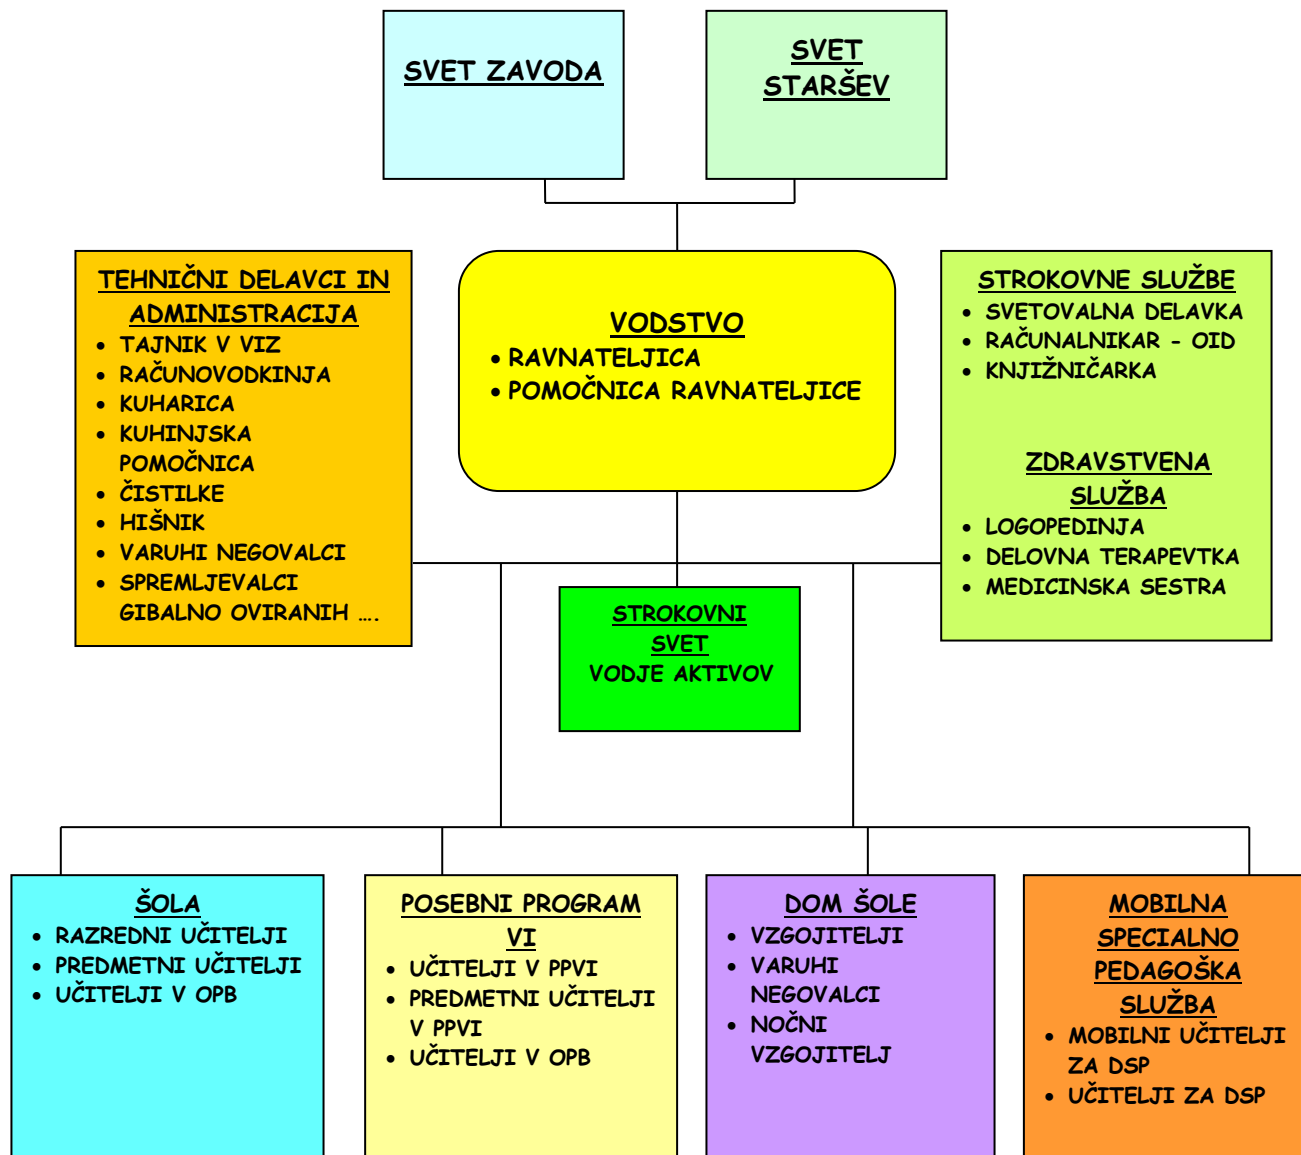 SVET ZAVODA
SVET
STARŠEV
TEHNIČNI DELAVCI IN
ADMINISTRACIJA
• TAJNIK V VIZ
• RAČUNOVODKINJA
• KUHARICA
• KUHINJSKA
POMOČNICA
• ČISTILKE
• HIŠNIK
• VARUHI NEGOVALCI
• SPREMLJEVALCI
GIBALNO OVIRANIH ….
VODSTVO
• RAVNATELJICA
• POMOČNICA RAVNATELJICE
STROKOVNE SLUŽBE
• SVETOVALNA DELAVKA
• RAČUNALNIKAR - OID
• KNJIŽNIČARKA
ZDRAVSTVENA
SLUŽBA
• LOGOPEDINJA
• DELOVNA TERAPEVTKA
• MEDICINSKA SESTRA
STROKOVNI
SVET
VODJE AKTIVOV
ŠOLA
• RAZREDNI UČITELJI
• PREDMETNI UČITELJI
• UČITELJI V OPB
POSEBNI PROGRAM
VI
• UČITELJI V PPVI
• PREDMETNI UČITELJI
V PPVI
• UČITELJI V OPB
DOM ŠOLE
• VZGOJITELJI
• VARUHI
NEGOVALCI
• NOČNI
VZGOJITELJ
MOBILNA
SPECIALNO
PEDAGOŠKA
SLUŽBA
• MOBILNI UČITELJI
ZA DSP
• UČITELJI ZA DSP